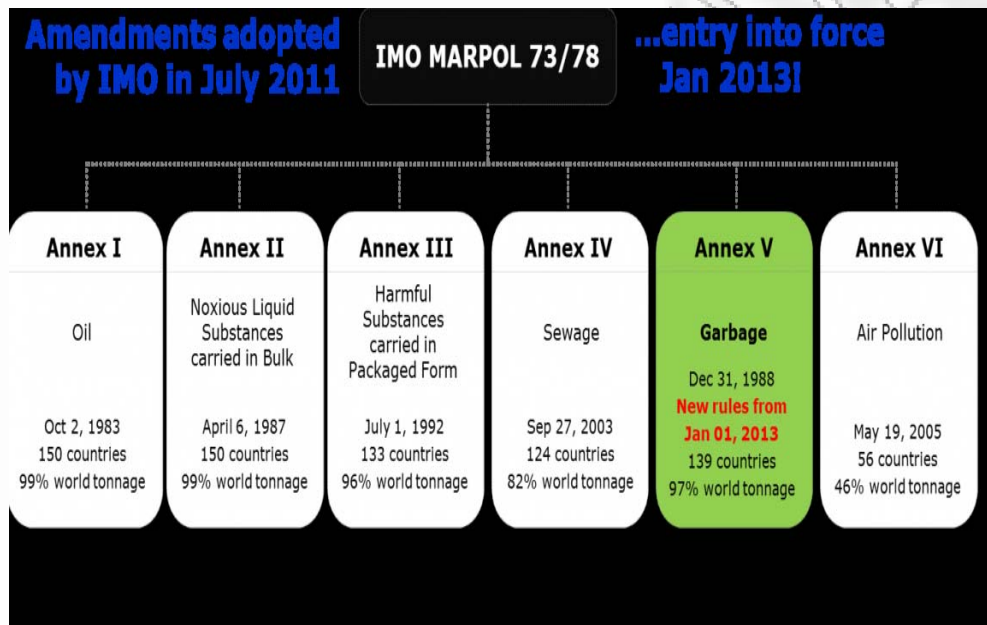 Amendments adopted
by IMO in July 2011
IMO MARPOL 73/78
...entry into force
Jan 2013!
Annex I
Oil
Oct 2, 1983
150 countries
99% world tonnage
Annex II
Noxious Liquid
Substances
carried in Bulk
April 6, 1987
150 countries
99% world tonnage
Annex III
Harmful
Substances
carried in
Packaged Form
July 1, 1992
133 countries
96% world tonnage
Annex IV
Sewage
Sep 27, 2003
124 countries
82% world tonnage
Annex V
Garbage
Dec 31, 1988
New rules from
Jan 01, 2013
139 countries
97% world tonnage
Annex VI
Air Pollution
May 19, 2005
56 countries
46% world tonnage